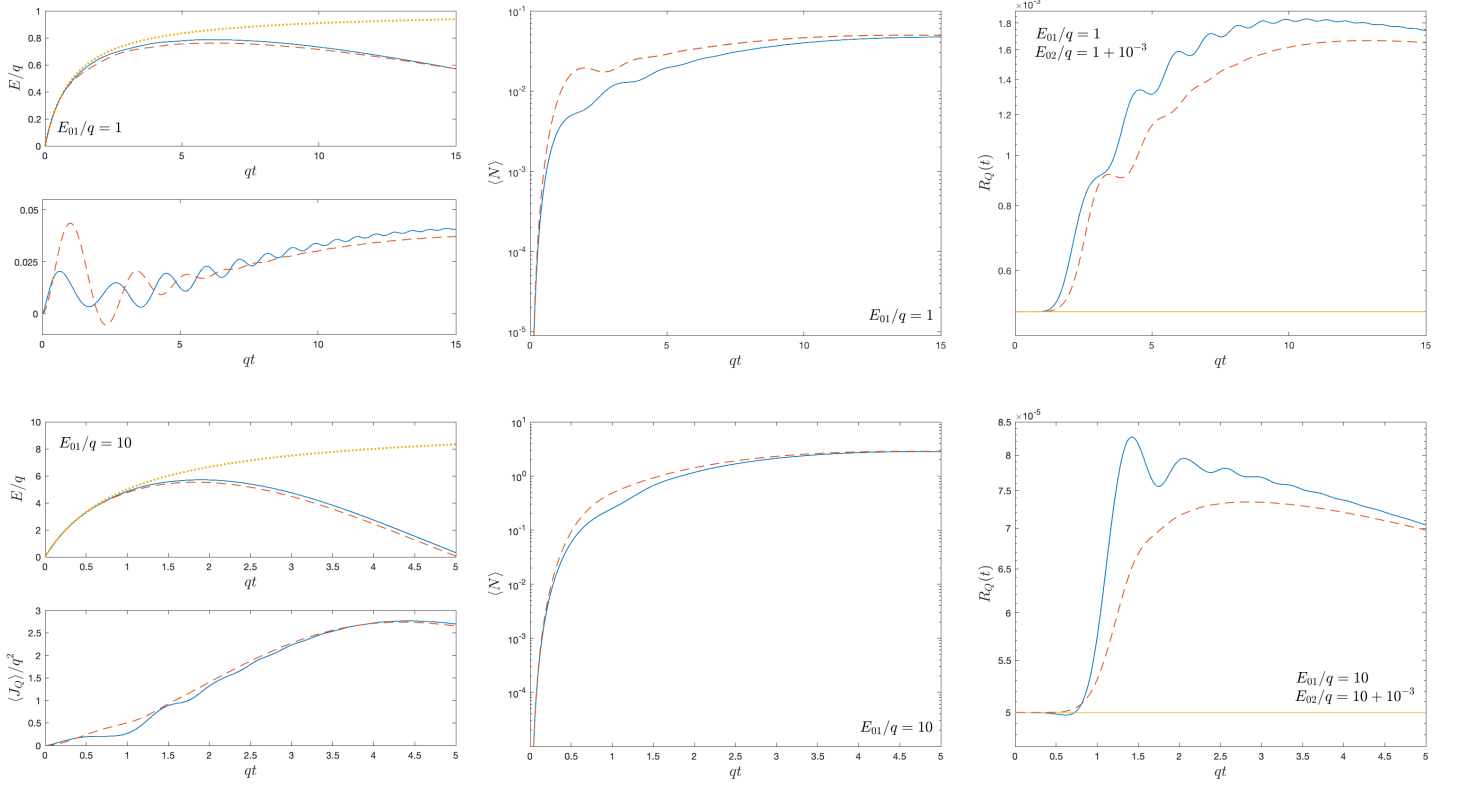 1
0.8
0.6
0.4
0.2
0
E/q
E₀₁/q = 1
0 5 10 15
qt
0.05
0.025
0
0 5 10 15
qt
10⁻¹
10⁻²
10⁻³
10⁻⁴
10⁻⁵
⟨N⟩
E₀₁/q = 1
0 5 10 15
qt
×10⁻³
1.8
1.6
1.4
1.2
1
0.8
0.6
R_Q(t)
E₀₁/q = 1
E₀₂/q = 1 + 10⁻³
0 5 10 15
qt
10
8
6
4
2
0
E/q
E₀₁/q = 10
0 0.5 1 1.5 2 2.5 3 3.5 4 4.5 5
qt
3
2.5
2
1.5
1
0.5
0
⟨J_Q⟩/q²
0 0.5 1 1.5 2 2.5 3 3.5 4 4.5 5
qt
10¹
10⁰
10⁻¹
10⁻²
10⁻³
10⁻⁴
⟨N⟩
E₀₁/q = 10
0 0.5 1 1.5 2 2.5 3 3.5 4 4.5 5
qt
×10⁻⁵
8.5
8
7.5
7
6.5
6
5.5
5
R_Q(t)
E₀₁/q = 10
E₀₂/q = 10 + 10⁻³
0 0.5 1 1.5 2 2.5 3 3.5 4 4.5 5
qt